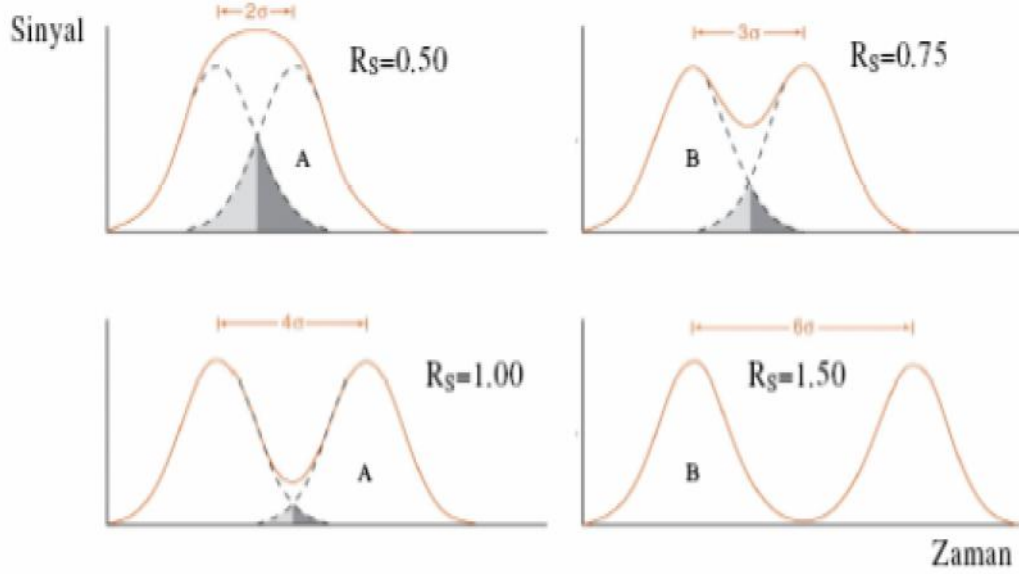 Sinyal
2σ
Rs=0.50
A
3σ
Rs=0.75
B
4σ
Rs=1.00
A
6σ
Rs=1.50
B
Zaman